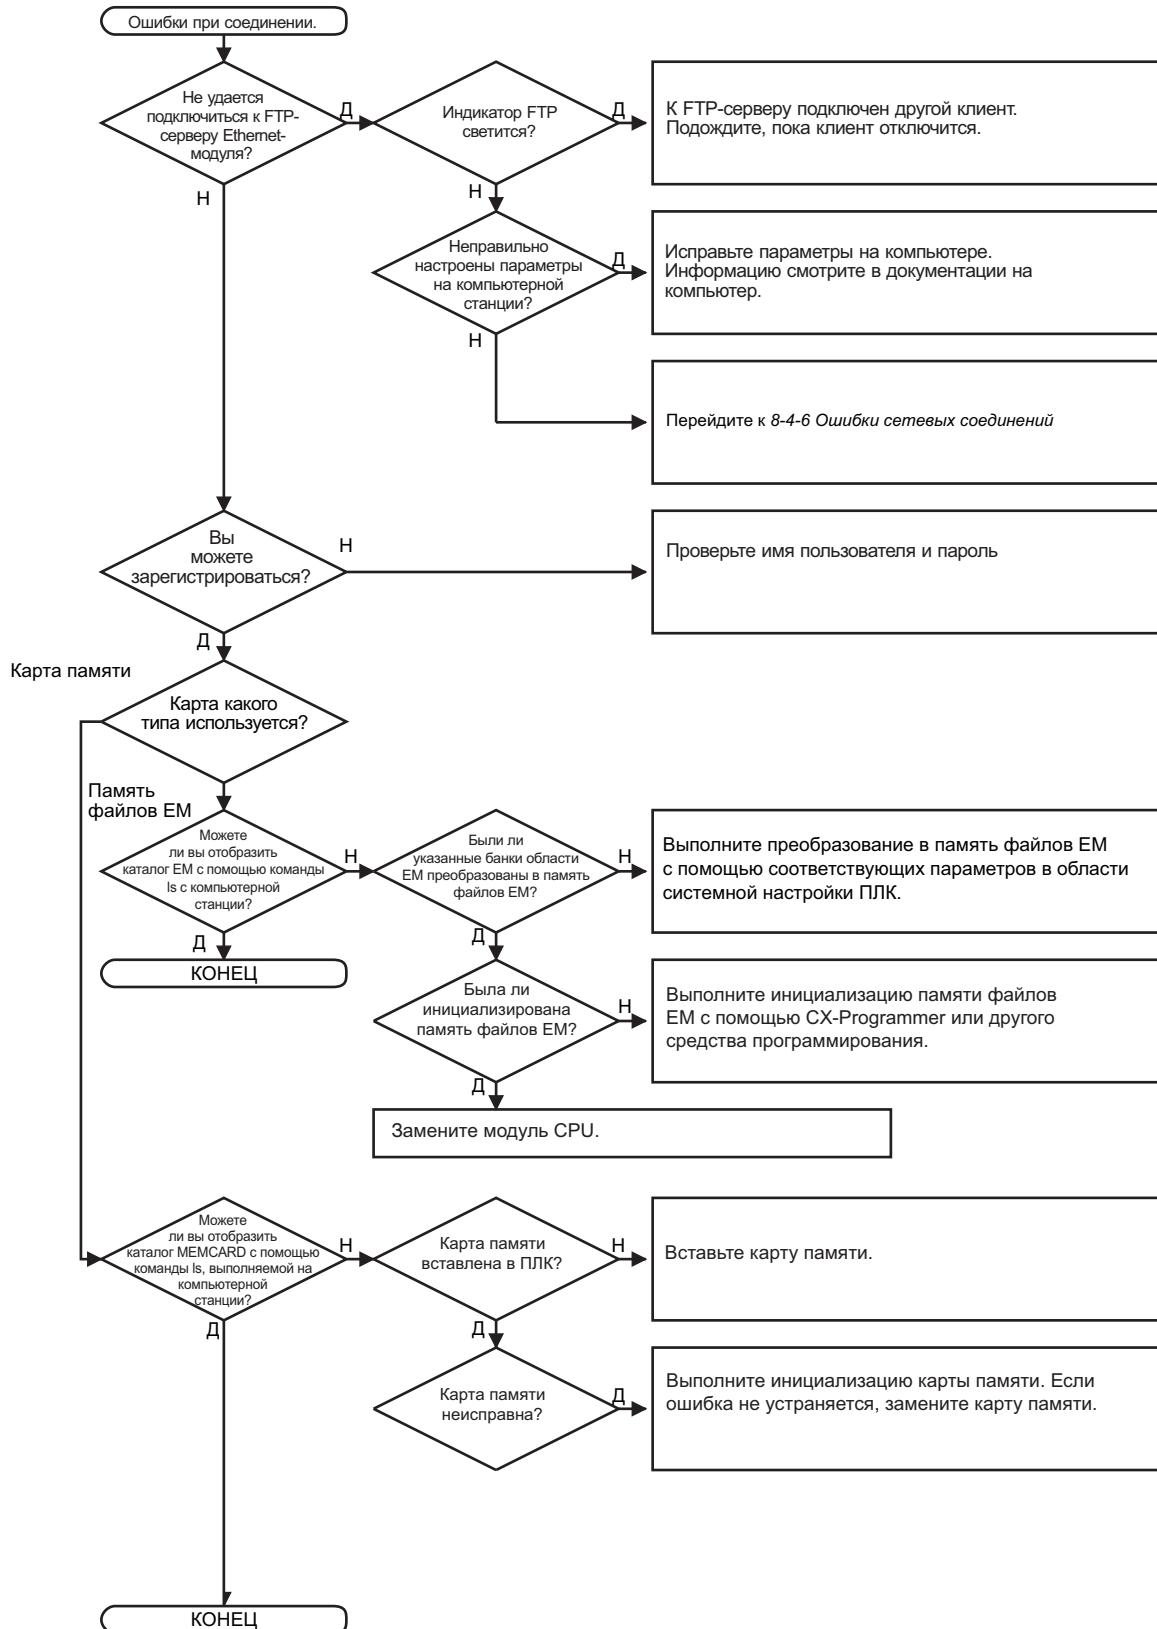 Ошибки при соединении.
Не удается
подключиться к FTP-
серверу Ethernet-
модуля?
Д
Н
Индикатор FTP
светится?
Д
Н
К FTP-серверу подключен другой клиент.
Подождите, пока клиент отключится.
Неправильно
настроены параметры
на компьютерной
станции?
Д
Н
Исправьте параметры на компьютере.
Информацию смотрите в документации на
компьютер.
Перейдите к 8-4-6 Ошибки сетевых соединений
Вы
можете
зарегистрироваться?
Н
Д
Проверьте имя пользователя и пароль
Карта памяти
Карта какого
типа используется?
Память
файлов EM
Можете
ли вы отобразить
каталог EM с помощью команды
ls с компьютерной
станции?
Н
Д
КОНЕЦ
Были ли
указанные банки области
EM преобразованы в память
файлов EM?
Н
Д
Выполните преобразование в память файлов EM
с помощью соответствующих параметров в области
системной настройки ПЛК.
Была ли
инициализирована
память файлов EM?
Н
Д
Выполните инициализацию памяти файлов
EM с помощью CX-Programmer или другого
средства программирования.
Замените модуль CPU.
Можете
ли вы отобразить
каталог MEMCARD с помощью
команды ls, выполняемой на
компьютерной
станции?
Н
Д
Карта памяти
вставлена в ПЛК?
Н
Д
Вставьте карту памяти.
Карта памяти
неисправна?
Д
Выполните инициализацию карты памяти. Если
ошибка не устраняется, замените карту памяти.
КОНЕЦ